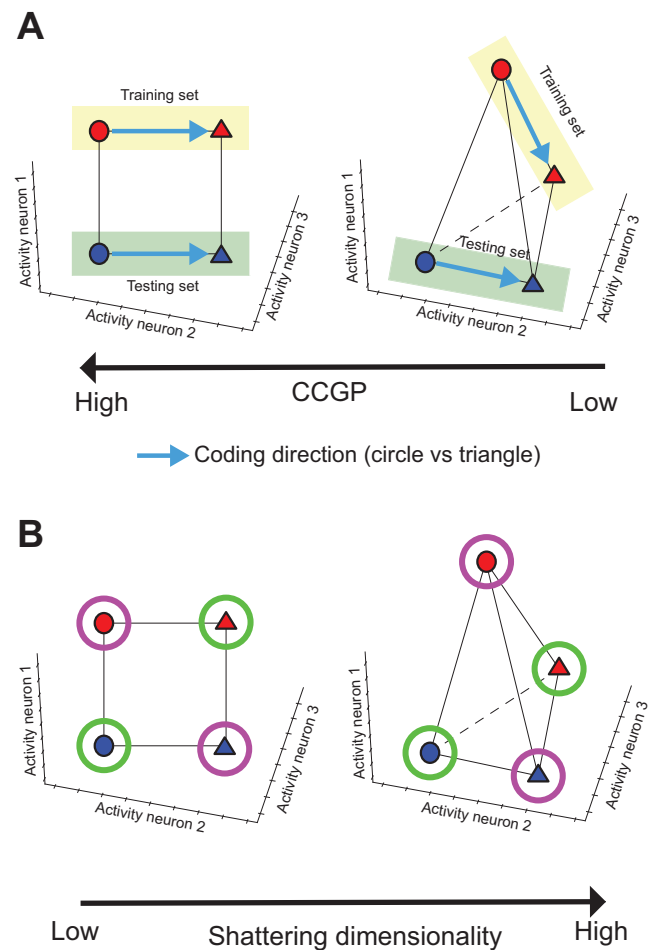 A
Training set
Testing set
Activity neuron 1
Activity neuron 2
Activity neuron 3
Training set
Testing set
Activity neuron 1
Activity neuron 2
Activity neuron 3
High
CCGP
Low
Coding direction (circle vs triangle)
B
Activity neuron 1
Activity neuron 2
Activity neuron 3
Activity neuron 1
Activity neuron 2
Activity neuron 3
Low
Shattering dimensionality
High